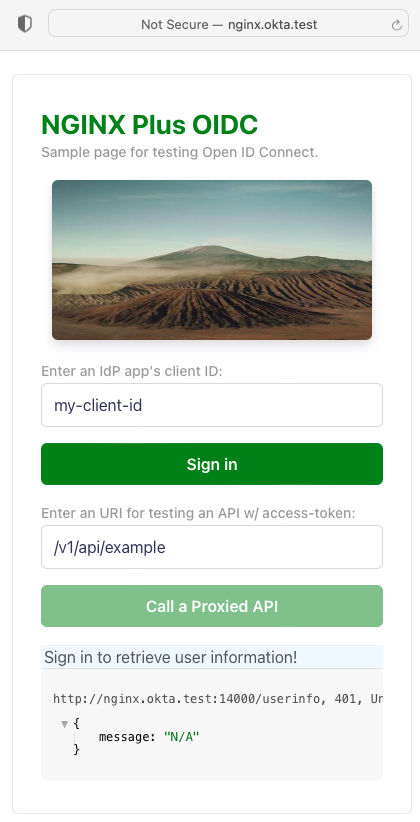 Not Secure — nginx.okta.test
NGINX Plus OIDC
Sample page for testing Open ID Connect.
Enter an IdP app's client ID:
my-client-id
Sign in
Enter an URI for testing an API w/ access-token:
/v1/api/example
Call a Proxied API
Sign in to retrieve user information!
http://nginx.okta.test:14000/userinfo, 401, Un
{
message: "N/A"
}